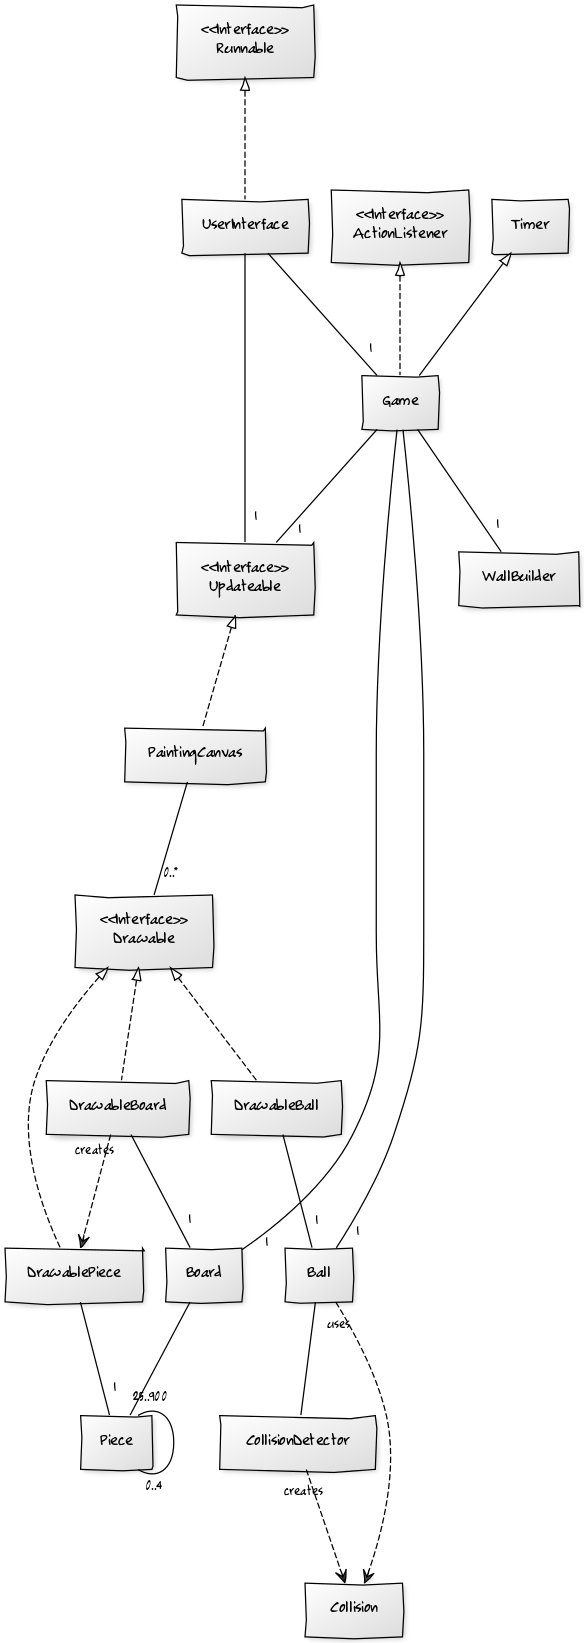 <<Interface>>
Runnable
UserInterface
<<Interface>>
ActionListener
Timer
1
Game
1
1
1
<<Interface>>
Updateable
WallBuilder
PaintingCanvas
0..*
<<Interface>>
Drawable
DrawableBoard
DrawableBall
creates
1
1
1
1
DrawablePiece
Board
Ball
uses
1
25..900
Piece
CollisionDetector
0..4
creates
Collision